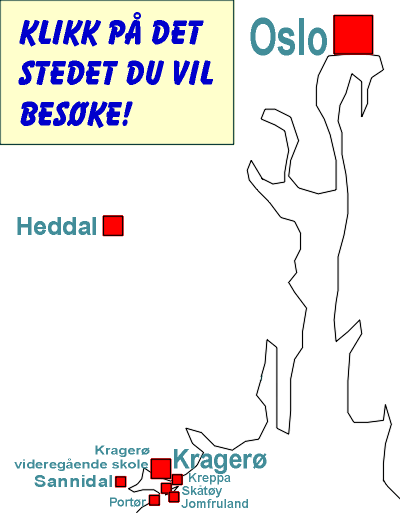 KLIKK PÅ DET
STEDET DU VIL
BESØKE!
Oslo
Heddal
Kragerø
videregående skole
Kragerø
Sannidal
Kreppa
Skåtøy
Portør
Jomfruland